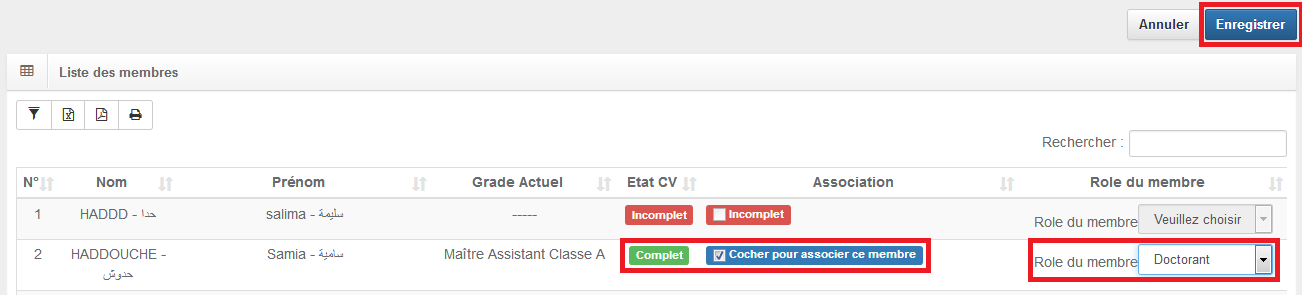 Annuler Enregistrer
Liste des membres
Rechercher :
N° Nom Prénom Grade Actuel Etat CV Association Role du membre
1 HADDD - حدا salima - سليمة ----- Incomplet Incomplet Role du membre Veuillez choisir
2 HADDOUCHE - حدوش Samia - سامية Maître Assistant Classe A Complet Cocher pour associer ce membre Role du membre Doctorant